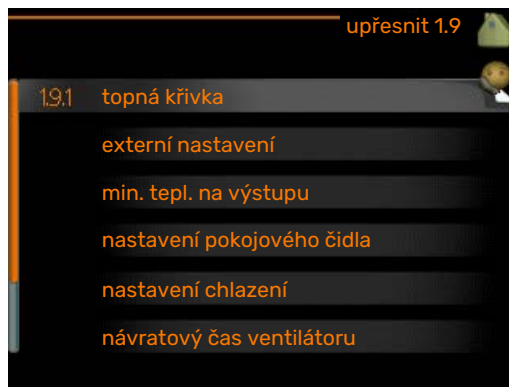 upřesnit 1.9
1.9.1 topná křivka
externí nastavení
min. tepl. na výstupu
nastavení pokojového čidla
nastavení chlazení
návratový čas ventilátoru